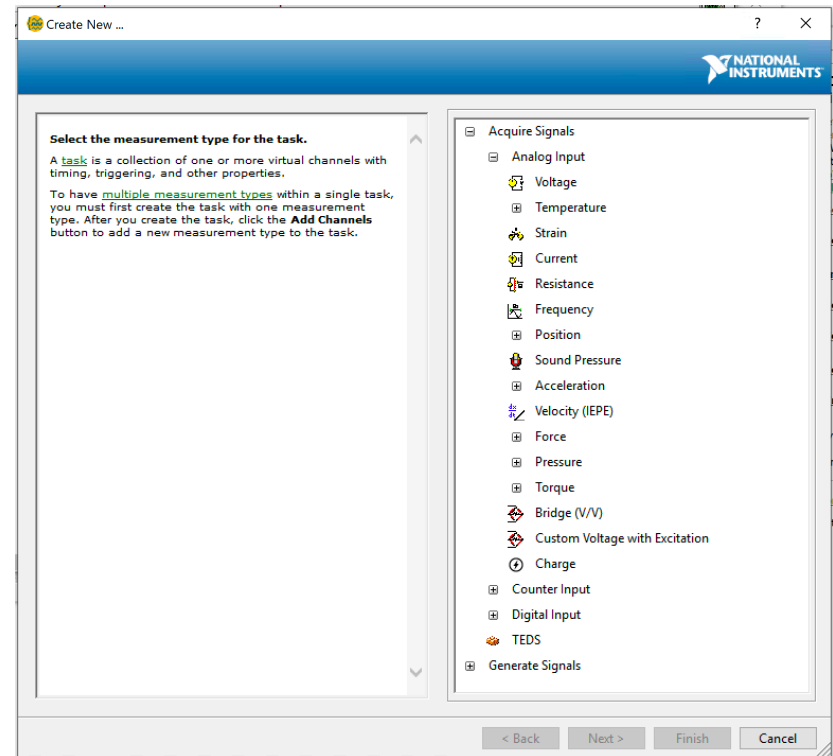 Create New ...
?
NATIONAL
INSTRUMENTS
Select the measurement type for the task.
A task is a collection of one or more virtual channels with
timing, triggering, and other properties.
To have multiple measurement types within a single task,
you must first create the task with one measurement
type. After you create the task, click the Add Channels
button to add a new measurement type to the task.
Acquire Signals
Analog Input
Voltage
Temperature
Strain
Current
Resistance
Frequency
Position
Sound Pressure
Acceleration
Velocity (IEPE)
Force
Pressure
Torque
Bridge (V/V)
Custom Voltage with Excitation
Charge
Counter Input
Digital Input
TEDS
Generate Signals
< Back
Next >
Finish
Cancel